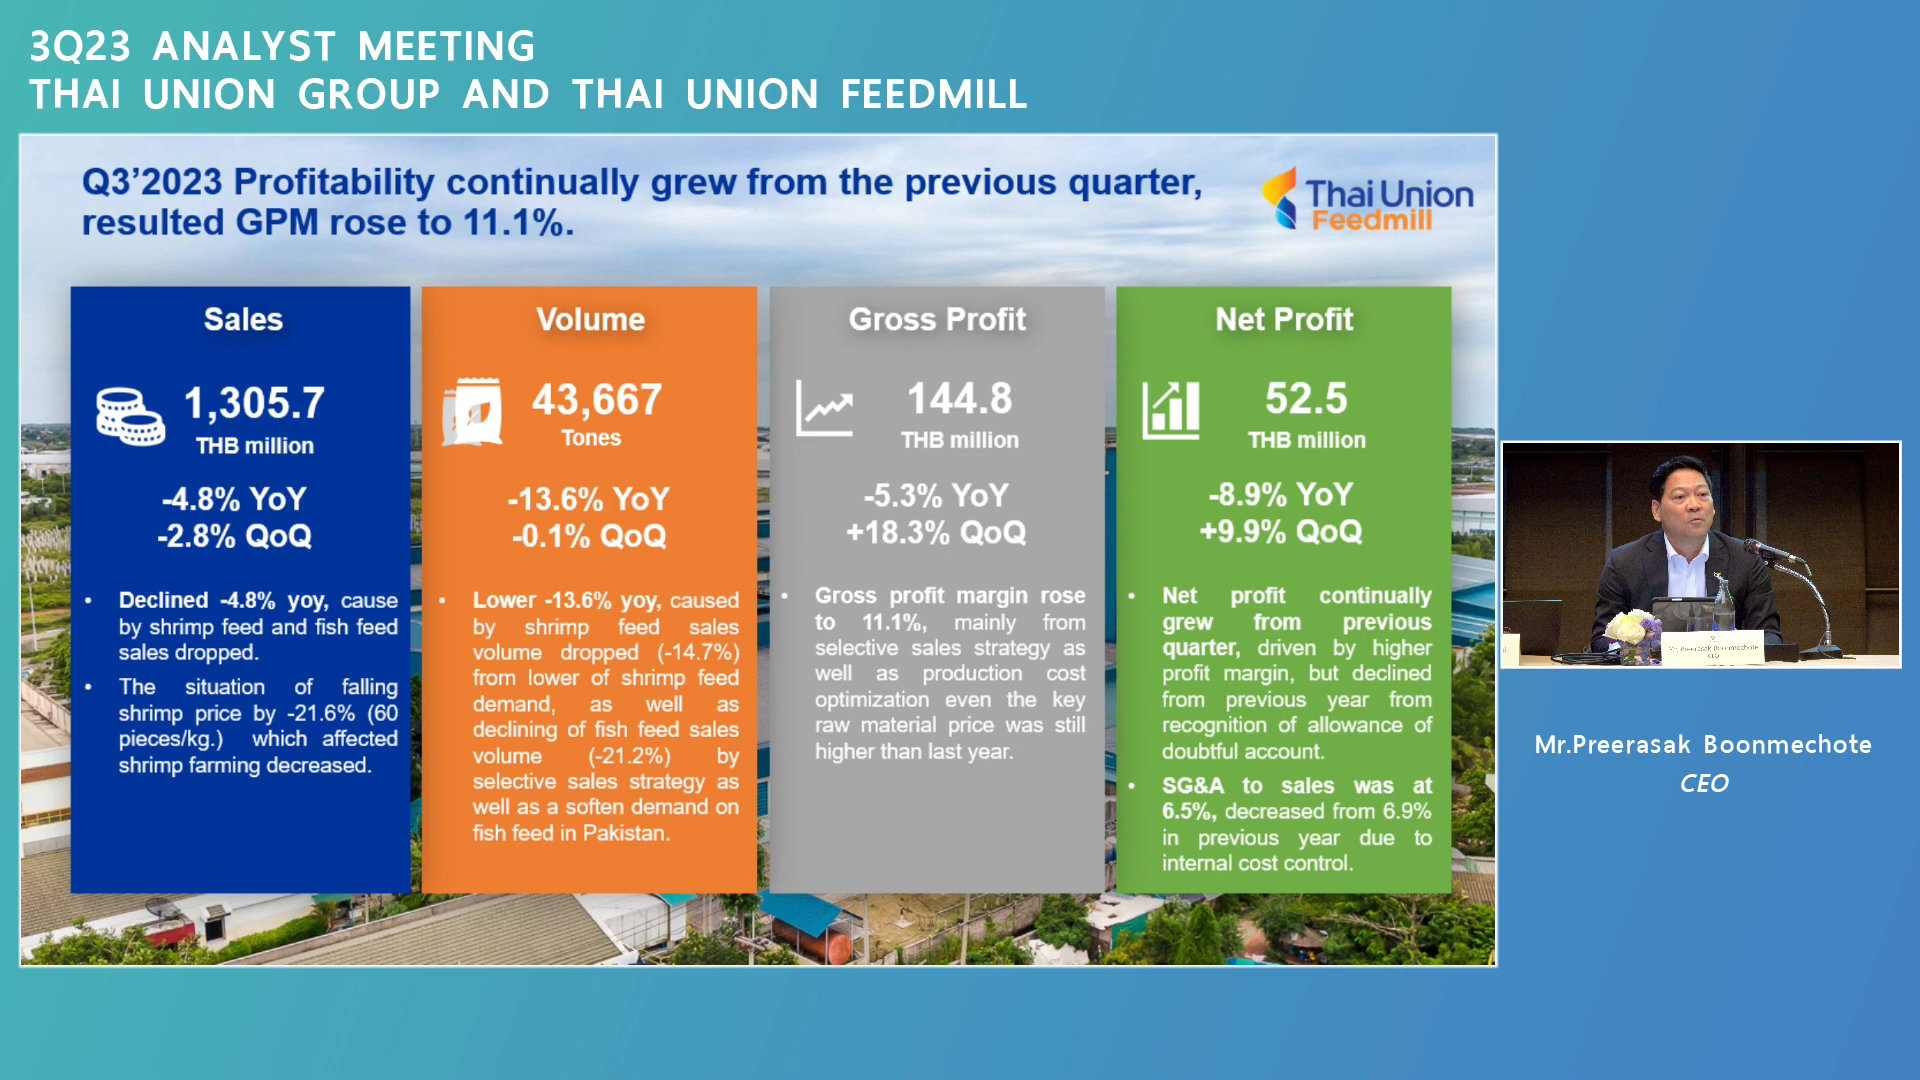 3Q23 ANALYST MEETING
THAI UNION GROUP AND THAI UNION FEEDMILL
Q3’2023 Profitability continually grew from the previous quarter,
resulted GPM rose to 11.1%.
Thai Union
Feedmill
Sales
1,305.7
THB million
-4.8% YoY
-2.8% QoQ
• Declined -4.8% yoy, cause
by shrimp feed and fish feed
sales dropped.
• The situation of falling
shrimp price by -21.6% (60
pieces/kg.) which affected
shrimp farming decreased.
Volume
43,667
Tones
-13.6% YoY
-0.1% QoQ
• Lower -13.6% yoy, caused
by shrimp feed sales
volume dropped (-14.7%)
from lower of shrimp feed
demand, as well as
declining of fish feed sales
volume (-21.2%) by
selective sales strategy as
well as a soften demand on
fish feed in Pakistan.
Gross Profit
144.8
THB million
-5.3% YoY
+18.3% QoQ
• Gross profit margin rose
to 11.1%, mainly from
selective sales strategy as
well as production cost
optimization even the key
raw material price was still
higher than last year.
Net Profit
52.5
THB million
-8.9% YoY
+9.9% QoQ
• Net profit continually
grew from previous
quarter, driven by higher
profit margin, but declined
from previous year from
recognition of allowance of
doubtful account.
• SG&A to sales was at
6.5%, decreased from 6.9%
in previous year due to
internal cost control.
Mr. Preerasak Boonmechote
CEO
Mr.Preerasak Boonmechote
CEO